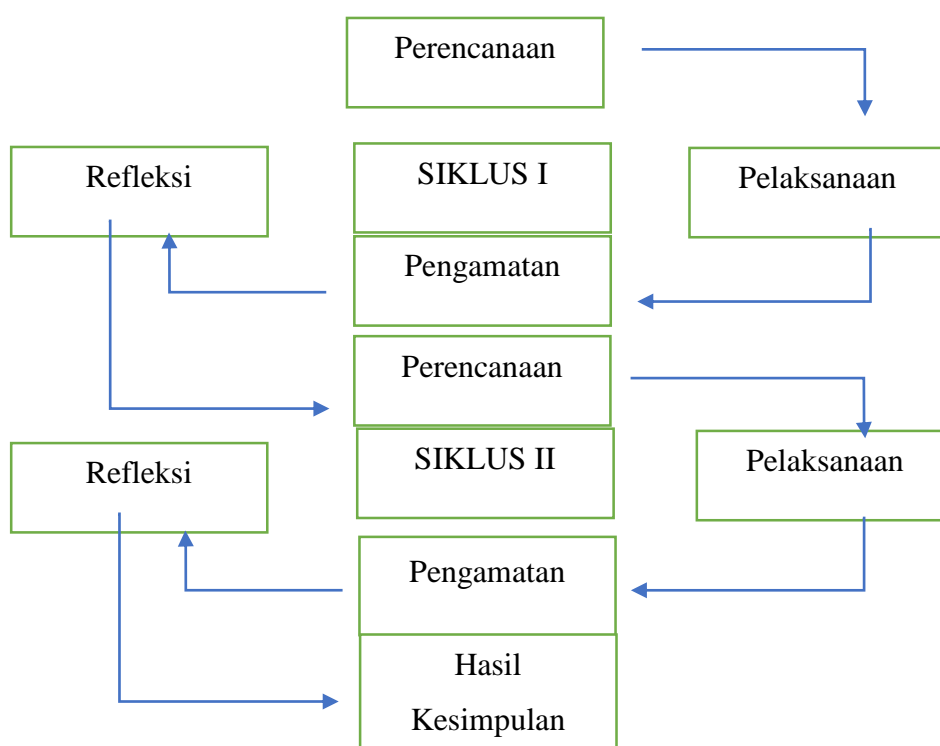 Perencanaan
Refleksi
SIKLUS I
Pelaksanaan
Pengamatan
Perencanaan
Refleksi
SIKLUS II
Pelaksanaan
Pengamatan
Hasil
Kesimpulan